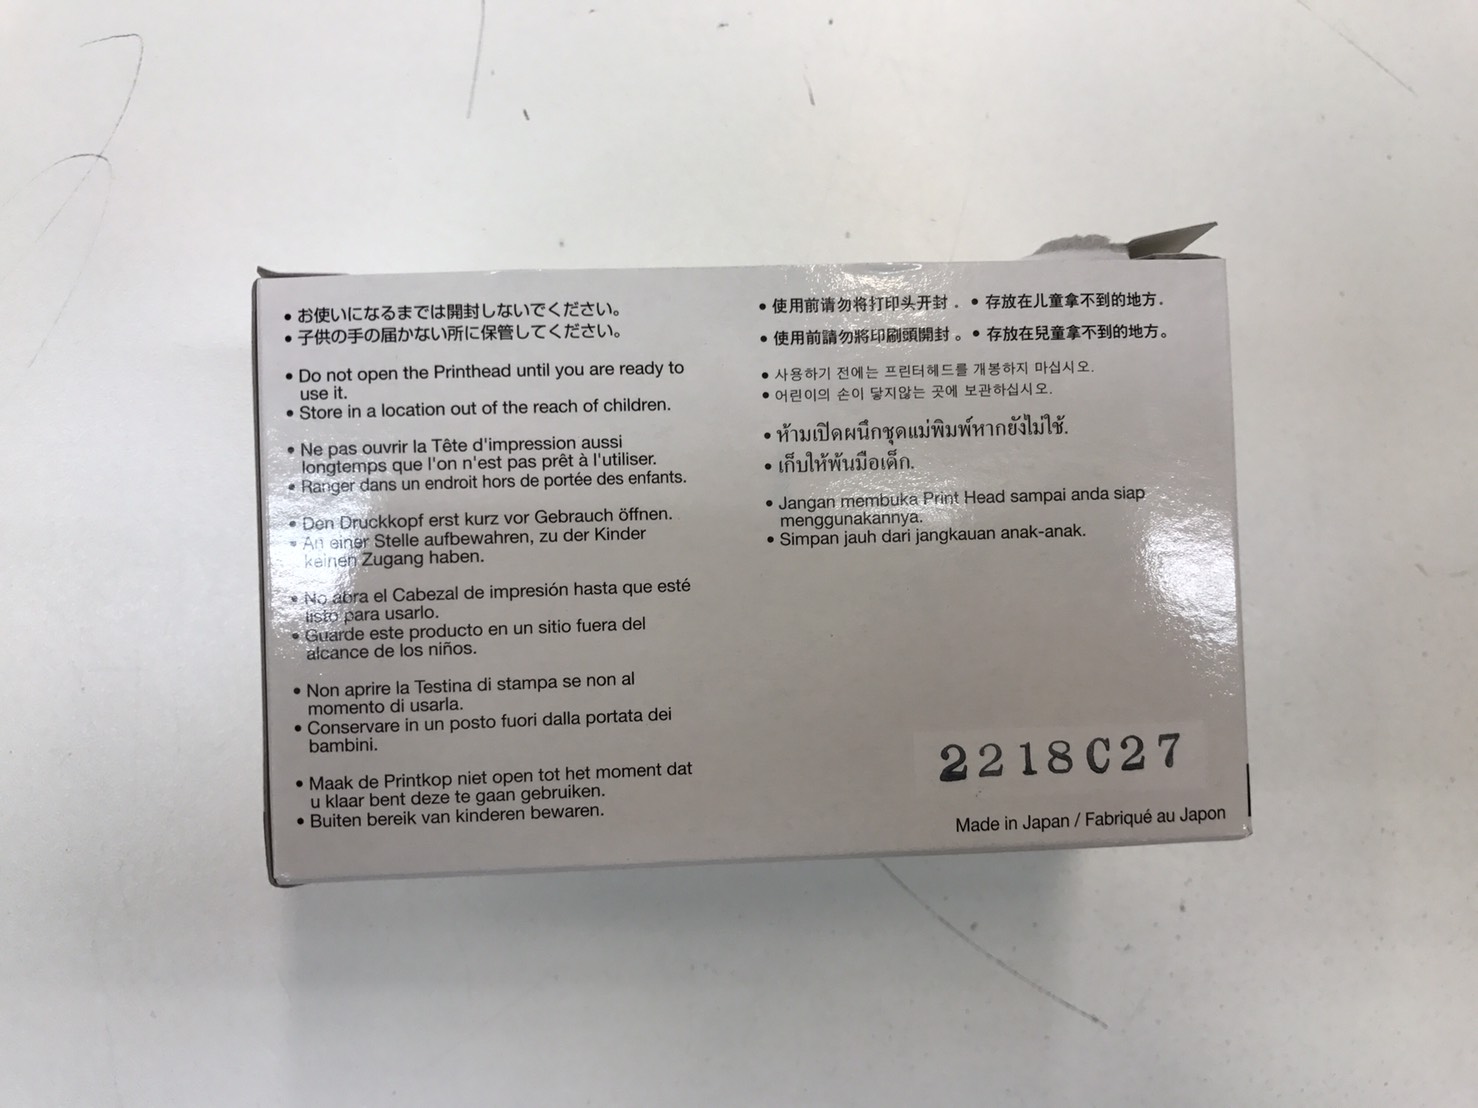 • お使いになるまでは開封しないでください。
• 子供の手の届かない所に保管してください。
• Do not open the Printhead until you are ready to
use it.
• Store in a location out of the reach of children.
• Ne pas ouvrir la Tête d'impression aussi
longtemps que l'on n'est pas prêt à l'utiliser.
• Ranger dans un endroit hors de portée des enfants.
• Den Druckkopf erst kurz vor Gebrauch öffnen.
• An einer Stelle aufbewahren, zu der Kinder
keinen Zugang haben.
• No abra el Cabezal de impresión hasta que esté
listo para usarlo.
• Guarde este producto en un sitio fuera del
alcance de los niños.
• Non aprire la Testina di stampa se non al
momento di usarla.
• Conservare in un posto fuori dalla portata dei
bambini.
• Maak de Printkop niet open tot het moment dat
u klaar bent deze te gaan gebruiken.
• Buiten bereik van kinderen bewaren.
• 使用前请勿将打印头开封． • 存放在儿童拿不到的地方．
• 使用前請勿將印刷頭開封。 • 存放在兒童拿不到的地方。
• 사용하기 전에는 프린터헤드를 개봉하지 마십시오.
• 어린이의 손이 닿지않는 곳에 보관하십시오.
• ห้ามเปิดผนึกชุดแม่พิมพ์หากยังไม่ใช้.
• เก็บให้พ้นมือเด็ก.
• Jangan membuka Print Head sampai anda siap
menggunakannya.
• Simpan jauh dari jangkauan anak-anak.
2218C27
Made in Japan / Fabriqué au Japon